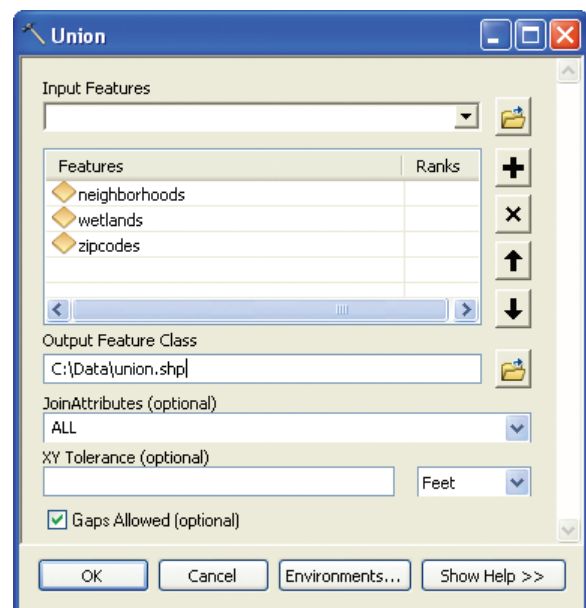 Union
Input Features
Features Ranks
neighborhoods
wetlands
zipcodes
Output Feature Class
C:\Data\union.shp
JoinAttributes (optional)
ALL
XY Tolerance (optional)
Feet
Gaps Allowed (optional)
OK Cancel Environments... Show Help >>